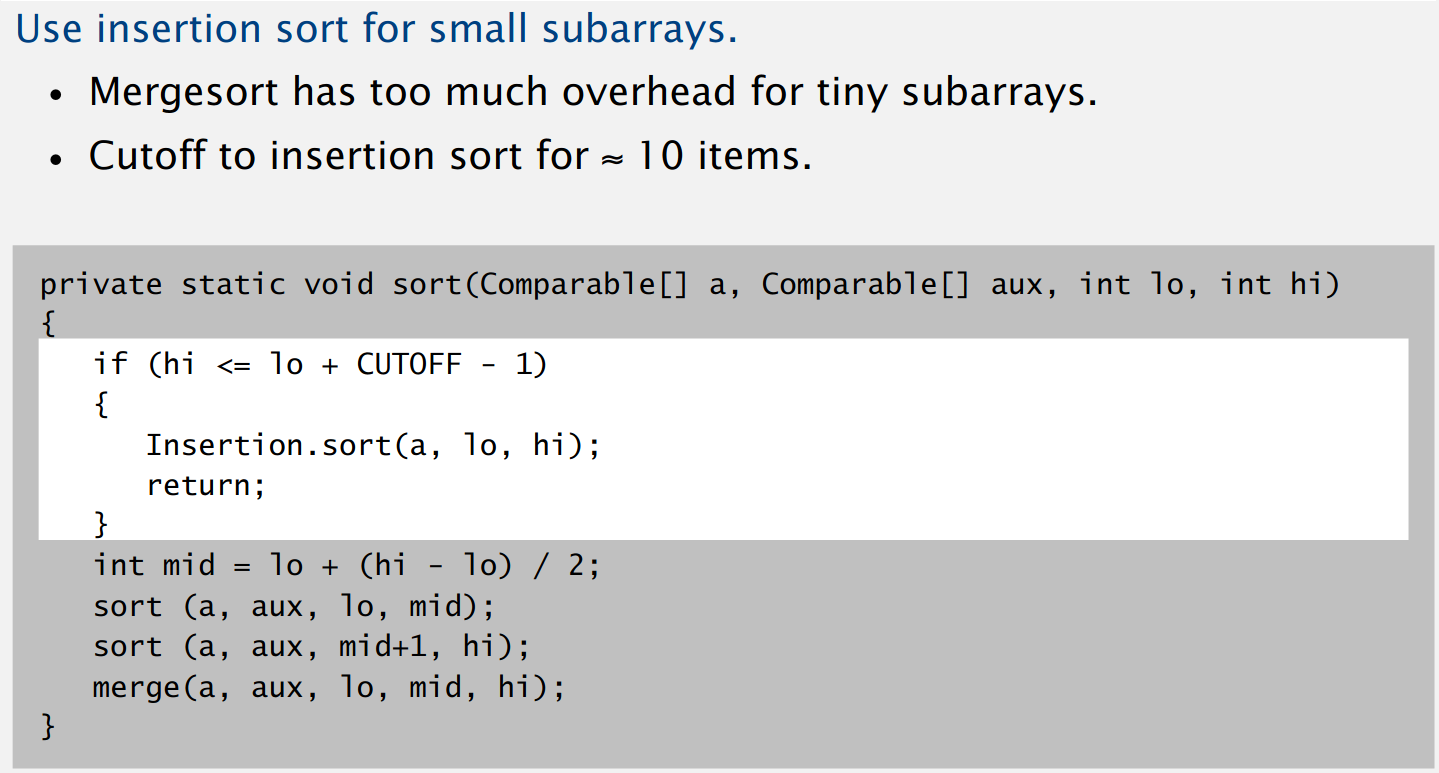 Use insertion sort for small subarrays.
• Mergesort has too much overhead for tiny subarrays.
• Cutoff to insertion sort for ≈ 10 items.
private static void sort(Comparable[] a, Comparable[] aux, int lo, int hi)
{
   if (hi <= lo + CUTOFF - 1)
   {
      Insertion.sort(a, lo, hi);
      return;
   }
   int mid = lo + (hi - lo) / 2;
   sort (a, aux, lo, mid);
   sort (a, aux, mid+1, hi);
   merge(a, aux, lo, mid, hi);
}